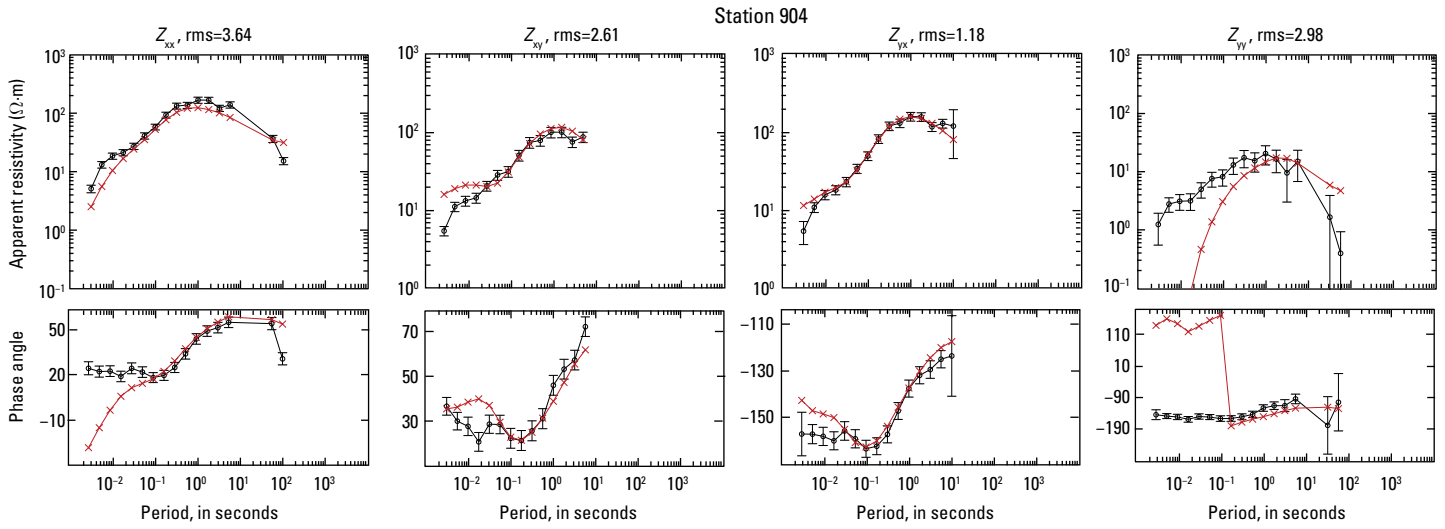 Station 904
Zxx, rms=3.64
Zxy, rms=2.61
Zyx, rms=1.18
Zyy, rms=2.98
Apparent resistivity (Ω·m)
10³
10²
10¹
10⁰
10⁻¹
10³
10²
10¹
10⁰
10³
10²
10¹
10⁰
10³
10²
10¹
10⁰
10⁻¹
Phase angle
50
20
−10
70
50
30
−110
−130
−150
110
10
−90
−190
10⁻² 10⁻¹ 10⁰ 10¹ 10² 10³
10⁻² 10⁻¹ 10⁰ 10¹ 10² 10³
10⁻² 10⁻¹ 10⁰ 10¹ 10² 10³
10⁻² 10⁻¹ 10⁰ 10¹ 10² 10³
Period, in seconds
Period, in seconds
Period, in seconds
Period, in seconds